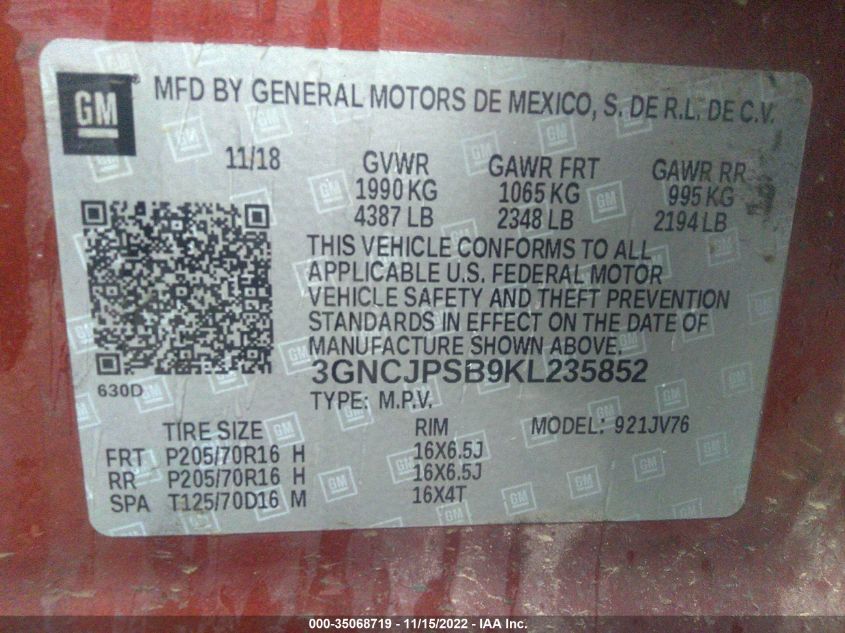 GM
MFD BY GENERAL MOTORS DE MEXICO, S. DE R.L. DE C.V.
11/18 GVWR GAWR FRT GAWR RR
1990 KG 1065 KG 995 KG
4387 LB 2348 LB 2194 LB
THIS VEHICLE CONFORMS TO ALL
APPLICABLE U.S. FEDERAL MOTOR
VEHICLE SAFETY AND THEFT PREVENTION
STANDARDS IN EFFECT ON THE DATE OF
MANUFACTURE SHOWN ABOVE.
630D 3GNCJPSB9KL235852
TYPE: M.P.V.
TIRE SIZE RIM MODEL: 921JV76
FRT P205/70R16 H 16X6.5J
RR P205/70R16 H 16X6.5J
SPA T125/70D16 M 16X4T
000-35068719 - 11/15/2022 - IAA Inc.